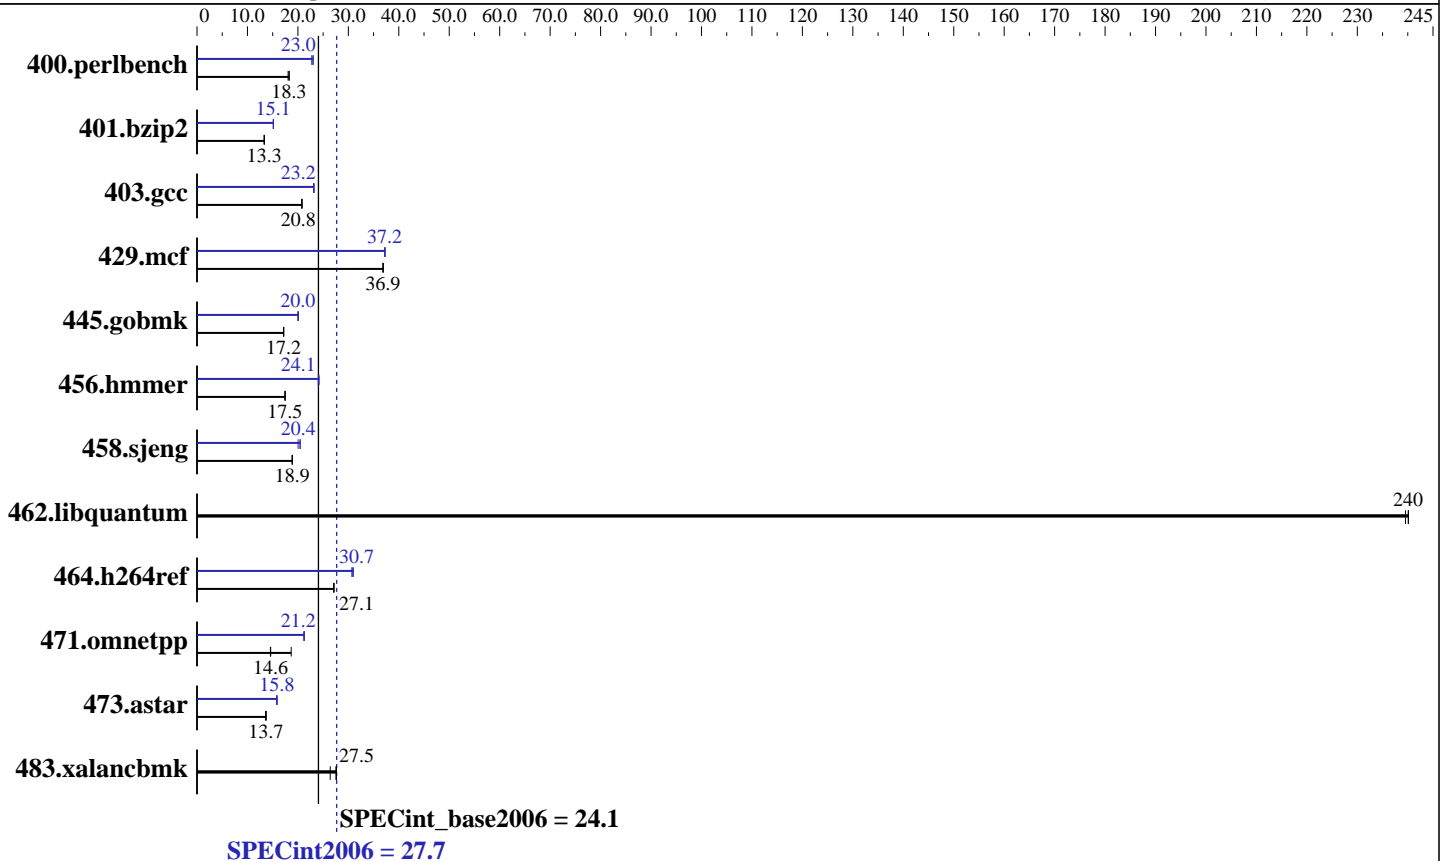 0 10.0 20.0 30.0 40.0 50.0 60.0 70.0 80.0 90.0 100 110 120 130 140 150 160 170 180 190 200 210 220 230 245
23.0
400.perlbench
18.3
15.1
401.bzip2
13.3
23.2
403.gcc
20.8
37.2
429.mcf
36.9
20.0
445.gobmk
17.2
24.1
456.hmmer
17.5
20.4
458.sjeng
18.9
240
462.libquantum
30.7
464.h264ref
27.1
21.2
471.omnetpp
14.6
15.8
473.astar
13.7
27.5
483.xalancbmk
SPECint_base2006 = 24.1
SPECint2006 = 27.7